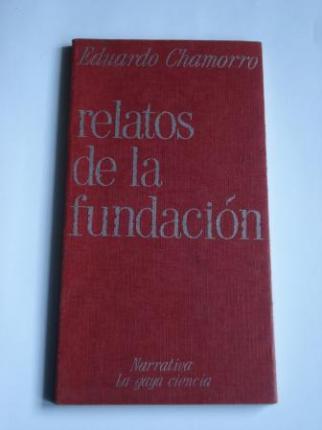 Eduardo Chamorro
relatos
de la
fundación
Narrativa
La gaya ciencia